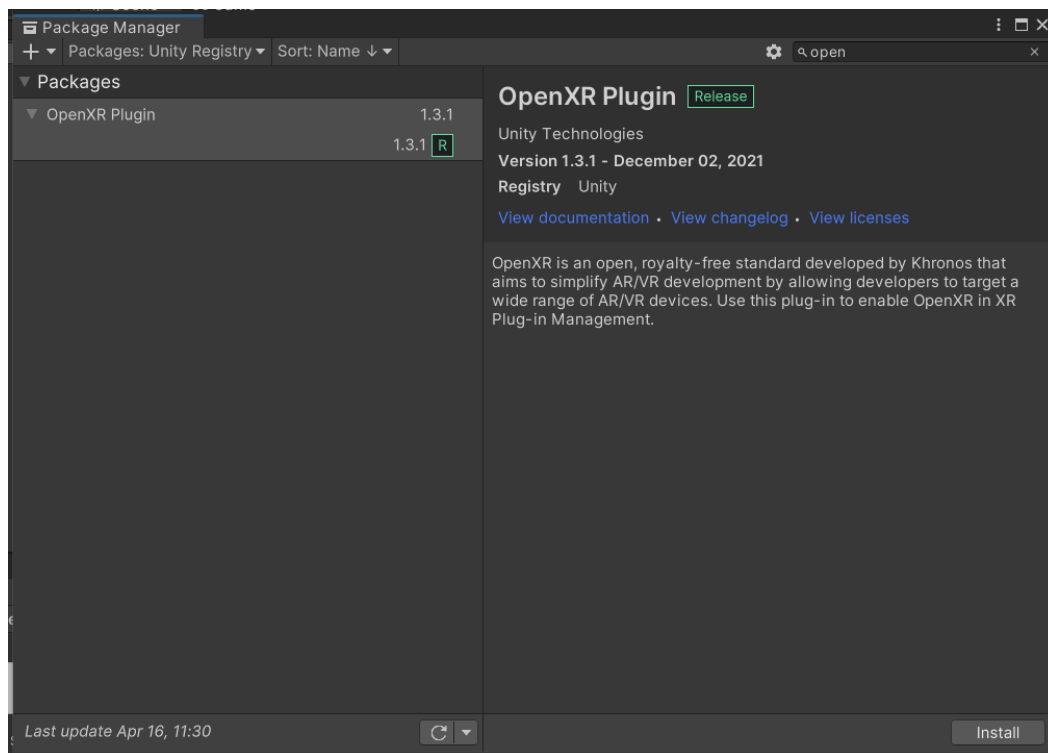 Package Manager
Packages: Unity Registry Sort: Name ↓ open
Packages
OpenXR Plugin 1.3.1
1.3.1 R
OpenXR Plugin Release
Unity Technologies
Version 1.3.1 - December 02, 2021
Registry Unity
View documentation • View changelog • View licenses
OpenXR is an open, royalty-free standard developed by Khronos that
aims to simplify AR/VR development by allowing developers to target a
wide range of AR/VR devices. Use this plug-in to enable OpenXR in XR
Plug-in Management.
Last update Apr 16, 11:30
Install